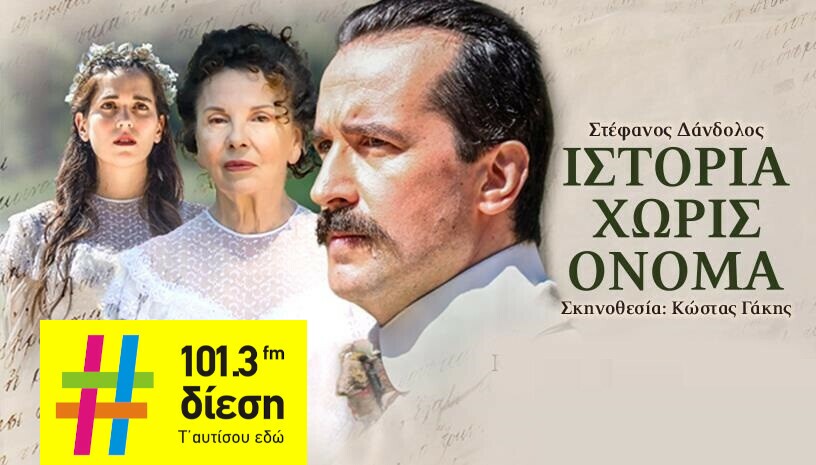 Στέφανος Δάνδολος
ΙΣΤΟΡΙΑ
ΧΩΡΙΣ
ΟΝΟΜΑ
Σκηνοθεσία: Κώστας Γάκης
101.3 fm
δίεση
Τ΄αυτίσου εδώ